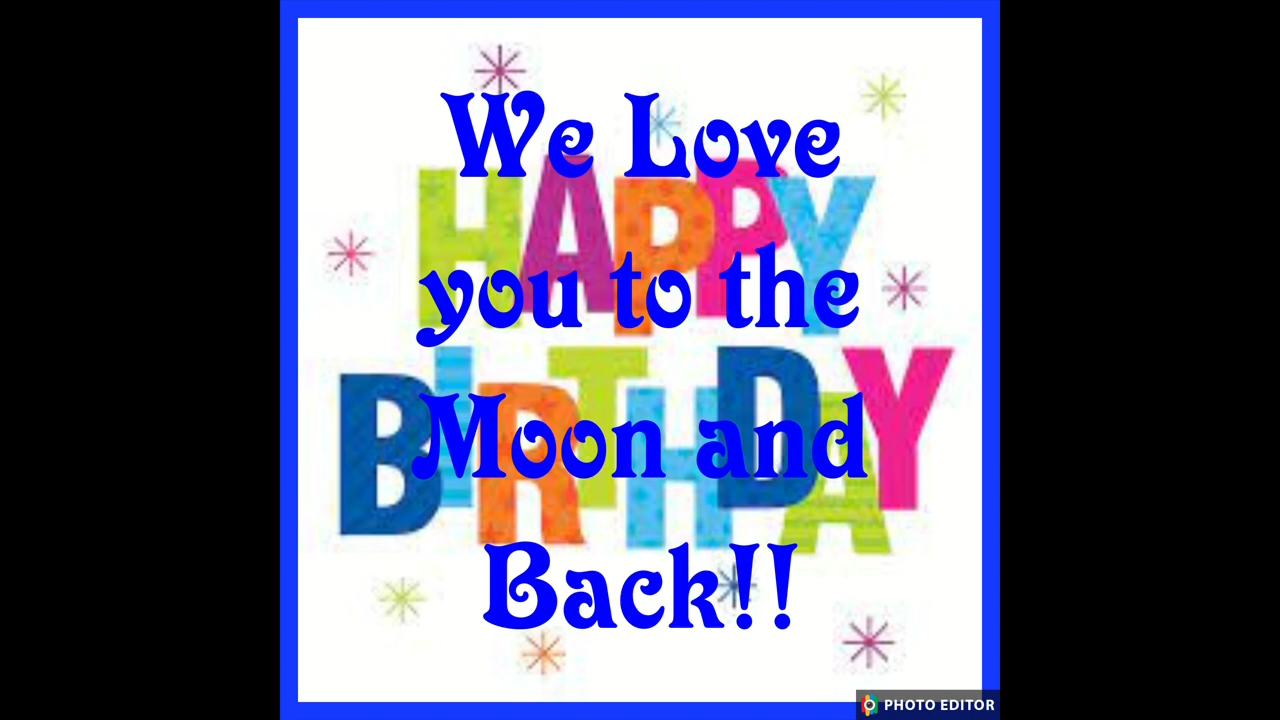 We Love
HAPPY
you to the
BIRTHDAY
Moon and
Back!!
PHOTO EDITOR